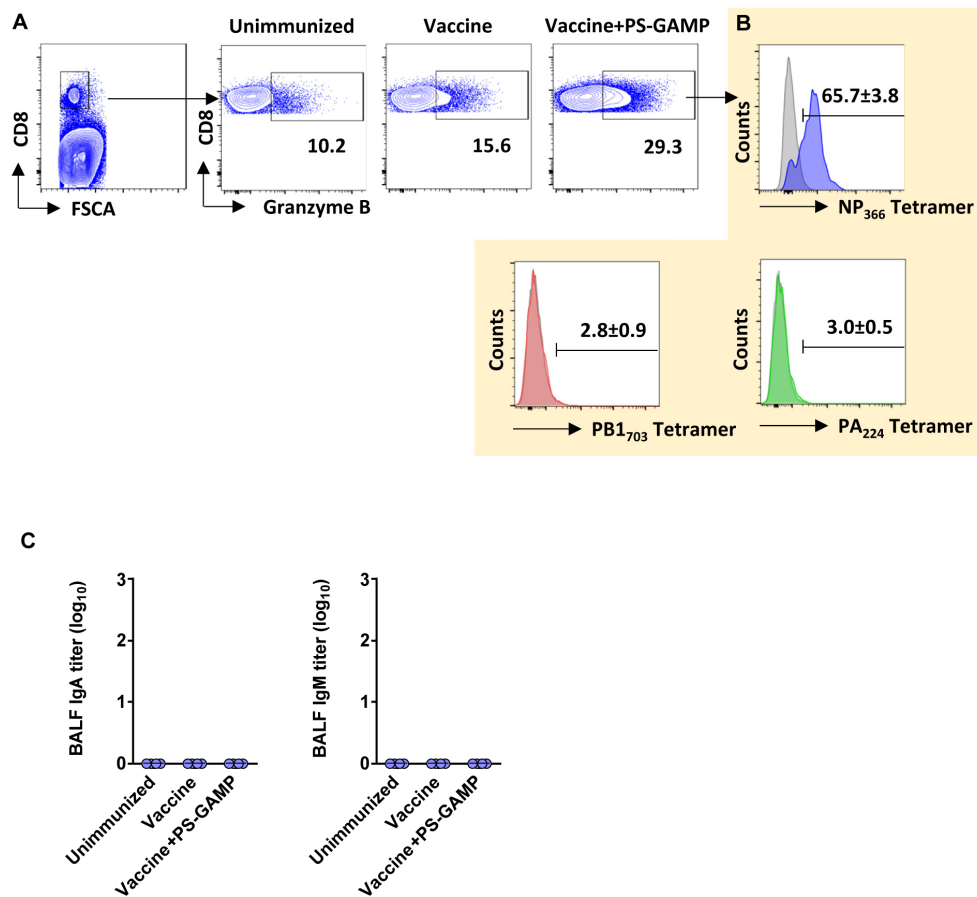 A
Unimmunized
Vaccine
Vaccine+PS-GAMP
B
CD8
FSCA
CD8
10.2
Granzyme B
15.6
29.3
Counts
65.7±3.8
NP366 Tetramer
Counts
2.8±0.9
PB1703 Tetramer
3.0±0.5
PA224 Tetramer
C
BALF IgA titer (log10)
3
2
1
0
Unimmunized
Vaccine
Vaccine+PS-GAMP
BALF IgM titer (log10)
3
2
1
0
Unimmunized
Vaccine
Vaccine+PS-GAMP